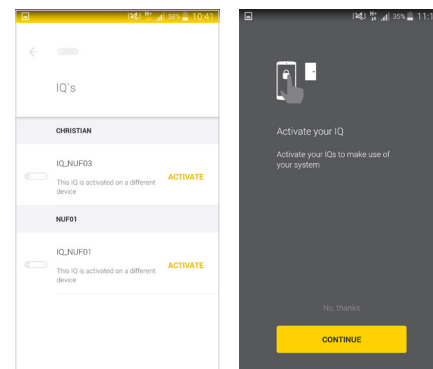 38% 10:41
IQ`s
CHRISTIAN
IQ_NUF03
This IQ is activated on a different
device
ACTIVATE
NUF01
IQ_NUF01
This IQ is activated on a different
device
ACTIVATE
35% 11:1
Activate your IQ
Activate your IQs to make use of
your system
No, thanks
CONTINUE